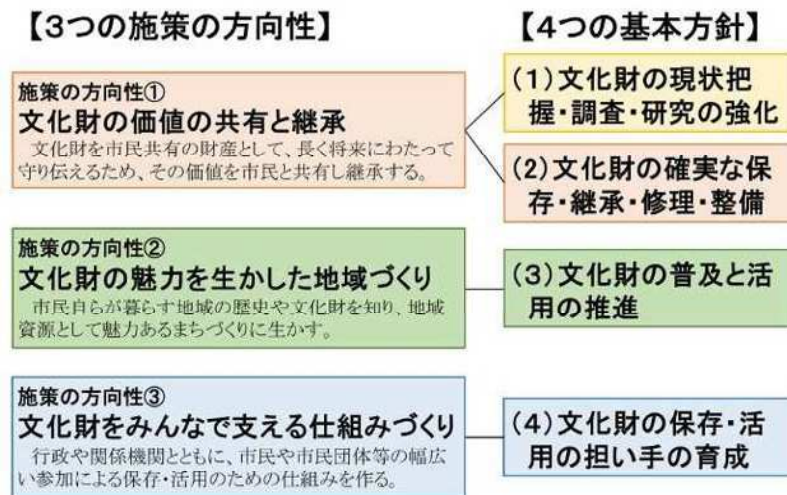 【3つの施策の方向性】
【4つの基本方針】
施策の方向性①
文化財の価値の共有と継承
文化財を市民共有の財産として、長く将来にわたって
守り伝えるため、その価値を市民と共有し継承する。
(1)文化財の現状把
握・調査・研究の強化
(2)文化財の確実な保
存・継承・修理・整備
施策の方向性②
文化財の魅力を生かした地域づくり
市民自らが暮らす地域の歴史や文化財を知り、地域
資源として魅力あるまちづくりに生かす。
(3)文化財の普及と活
用の推進
施策の方向性③
文化財をみんなで支える仕組みづくり
行政や関係機関とともに、市民や市民団体等の幅広
い参加による保存・活用のための仕組みを作る。
(4)文化財の保存・活
用の担い手の育成